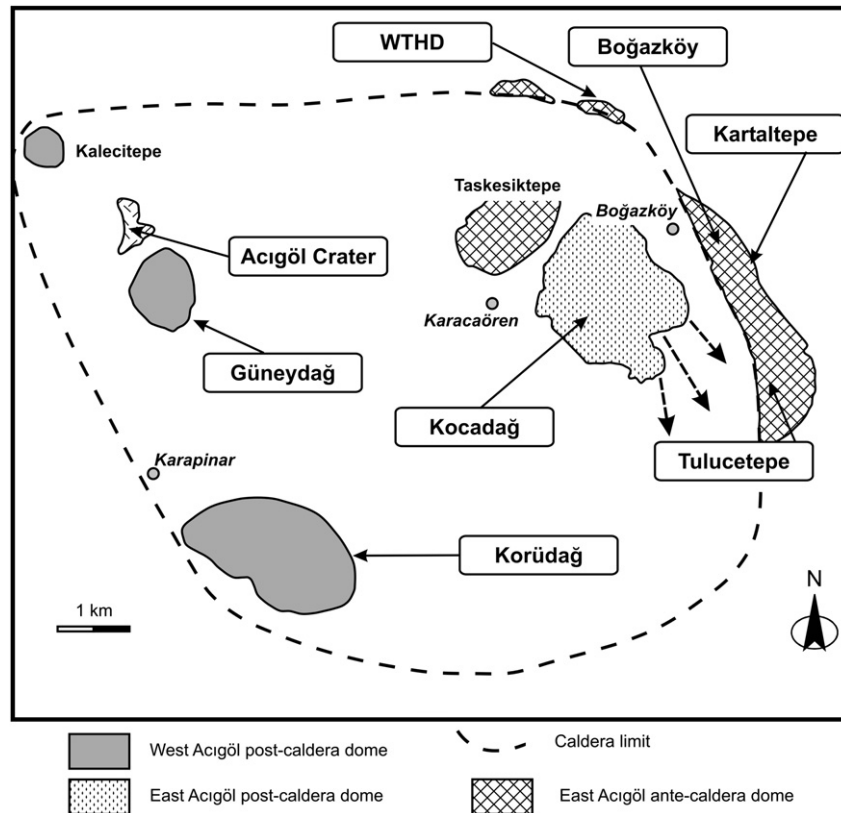 WTHD
Boğazköy
Kartaltepe
Kalecitepe
Taskesiktepe
Boğazköy
Acıgöl Crater
Karacaören
Güneydağ
Kocadağ
Tulucetepe
Karapinar
Korüdağ
N
1 km
West Acıgöl post-caldera dome
Caldera limit
East Acıgöl post-caldera dome
East Acıgöl ante-caldera dome